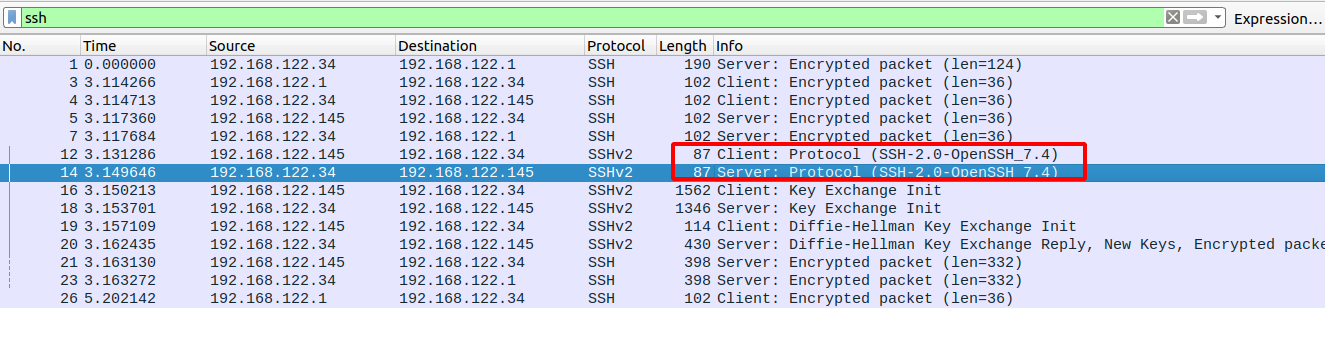 ssh Expression...
No. Time Source Destination Protocol Length Info
1 0.000000 192.168.122.34 192.168.122.1 SSH 190 Server: Encrypted packet (len=124)
3 3.114266 192.168.122.1 192.168.122.34 SSH 102 Client: Encrypted packet (len=36)
4 3.114713 192.168.122.34 192.168.122.145 SSH 102 Client: Encrypted packet (len=36)
5 3.117360 192.168.122.145 192.168.122.34 SSH 102 Server: Encrypted packet (len=36)
7 3.117684 192.168.122.34 192.168.122.1 SSH 102 Server: Encrypted packet (len=36)
12 3.131286 192.168.122.145 192.168.122.34 SSHv2 87 Client: Protocol (SSH-2.0-OpenSSH_7.4)
14 3.149646 192.168.122.34 192.168.122.145 SSHv2 87 Server: Protocol (SSH-2.0-OpenSSH_7.4)
16 3.150213 192.168.122.145 192.168.122.34 SSHv2 1562 Client: Key Exchange Init
18 3.153701 192.168.122.34 192.168.122.145 SSHv2 1346 Server: Key Exchange Init
19 3.157109 192.168.122.145 192.168.122.34 SSHv2 114 Client: Diffie-Hellman Key Exchange Init
20 3.162435 192.168.122.34 192.168.122.145 SSHv2 430 Server: Diffie-Hellman Key Exchange Reply, New Keys, Encrypted packe
21 3.163130 192.168.122.145 192.168.122.34 SSH 398 Server: Encrypted packet (len=332)
23 3.163272 192.168.122.34 192.168.122.1 SSH 398 Server: Encrypted packet (len=332)
26 5.202142 192.168.122.1 192.168.122.34 SSH 102 Client: Encrypted packet (len=36)